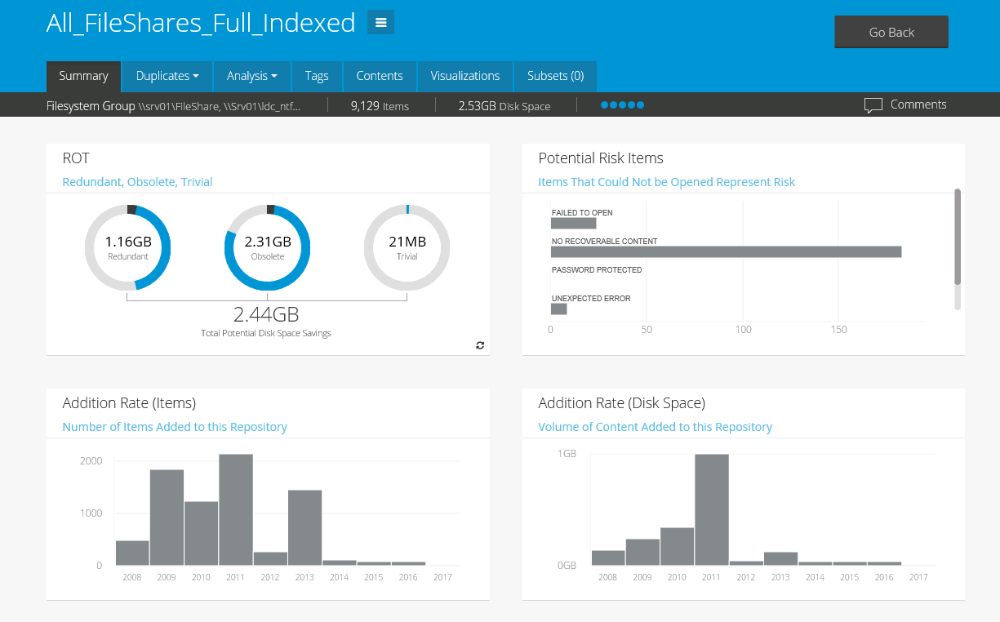 All_FileShares_Full_Indexed
Go Back
Summary Duplicates Analysis Tags Contents Visualizations Subsets (0)
Filesystem Group \\srv01\FileShare, \\Srv01\ldc_ntf... 9,129 Items 2.53GB Disk Space Comments
ROT
Redundant, Obsolete, Trivial
1.16GB 2.31GB 21MB
Redundant Obsolete Trivial
2.44GB
Total Potential Disk Space Savings
Potential Risk Items
Items That Could Not be Opened Represent Risk
FAILED TO OPEN
NO RECOVERABLE CONTENT
PASSWORD PROTECTED
UNEXPECTED ERROR
0 50 100 150
Addition Rate (Items)
Number of Items Added to this Repository
2000
1000
0
2008 2009 2010 2011 2012 2013 2014 2015 2016 2017
Addition Rate (Disk Space)
Volume of Content Added to this Repository
1GB
0GB
2008 2009 2010 2011 2012 2013 2014 2015 2016 2017